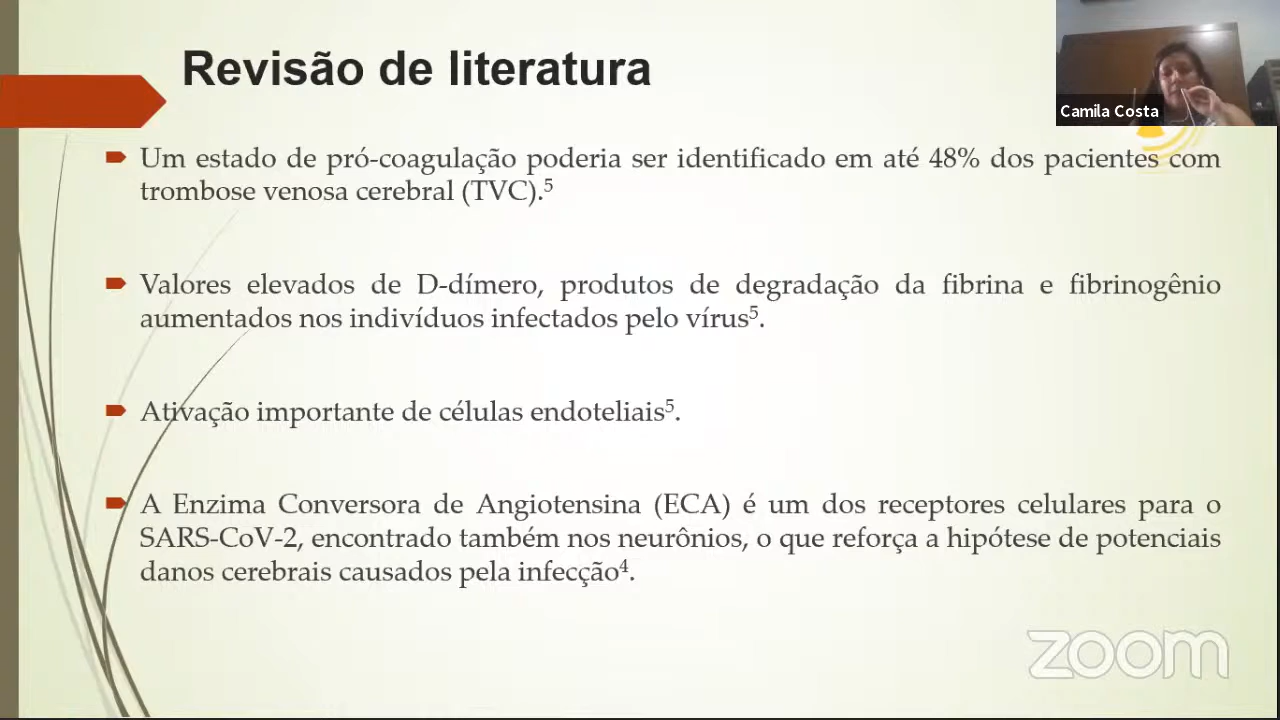 Revisão de literatura
Camila Costa
Um estado de pró-coagulação poderia ser identificado em até 48% dos pacientes com
trombose venosa cerebral (TVC).⁵
Valores elevados de D-dímero, produtos de degradação da fibrina e fibrinogênio
aumentados nos indivíduos infectados pelo vírus⁵.
Ativação importante de células endoteliais⁵.
A Enzima Conversora de Angiotensina (ECA) é um dos receptores celulares para o
SARS-CoV-2, encontrado também nos neurônios, o que reforça a hipótese de potenciais
danos cerebrais causados pela infecção⁴.
zoom